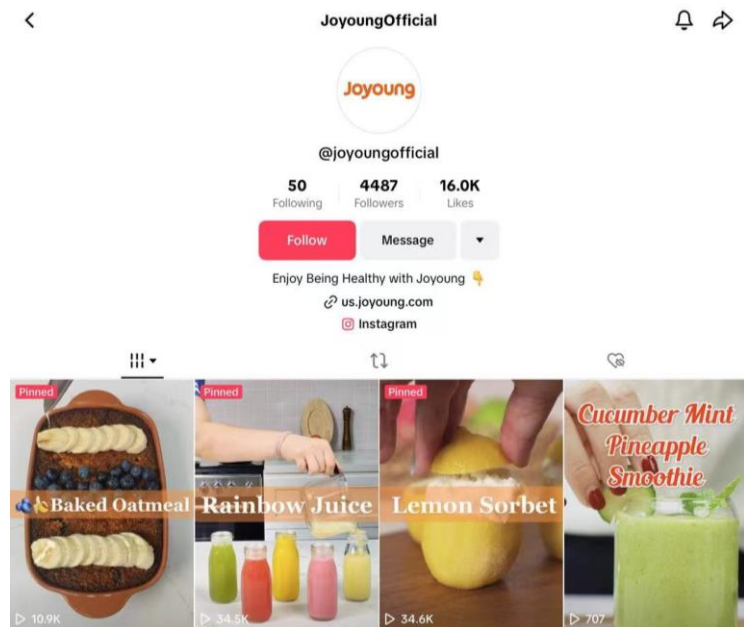 JoyoungOfficial
Joyoung
@joyoungofficial
50 4487 16.0K
Following Followers Likes
Follow Message
Enjoy Being Healthy with Joyoung 👇
us.joyoung.com
Instagram
Pinned Pinned Pinned
Cucumber Mint
Pineapple
Smoothie
Baked Oatmeal Rainbow Juice Lemon Sorbet
10.9K 34.5K 34.6K 707